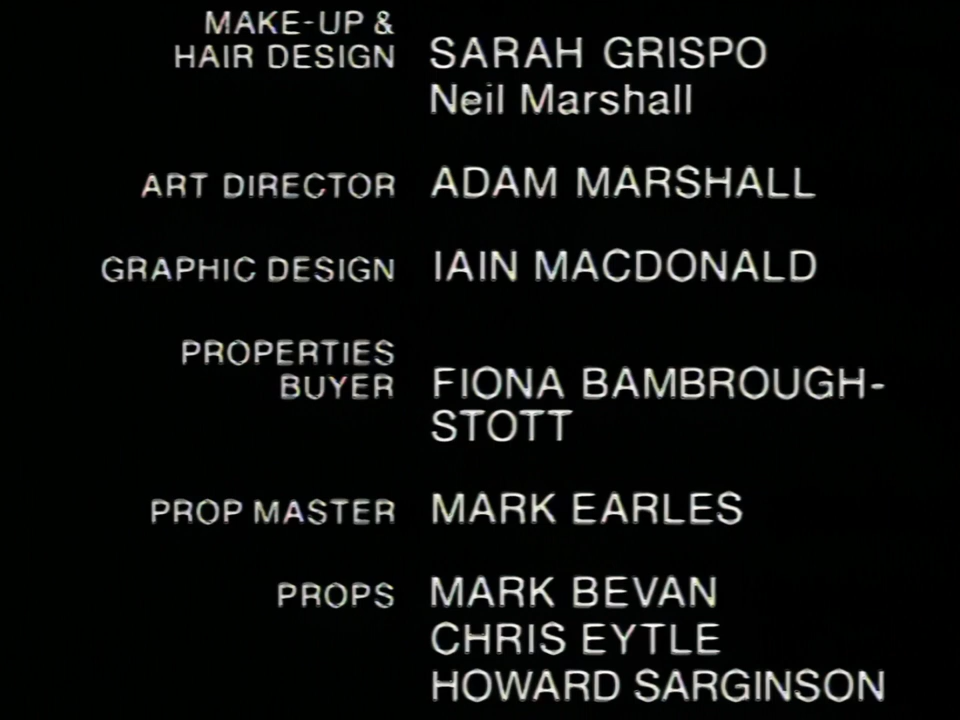 MAKE-UP &
HAIR DESIGN SARAH GRISPO
Neil Marshall
ART DIRECTOR ADAM MARSHALL
GRAPHIC DESIGN IAIN MACDONALD
PROPERTIES
BUYER FIONA BAMBROUGH-
STOTT
PROP MASTER MARK EARLES
PROPS MARK BEVAN
CHRIS EYTLE
HOWARD SARGINSON